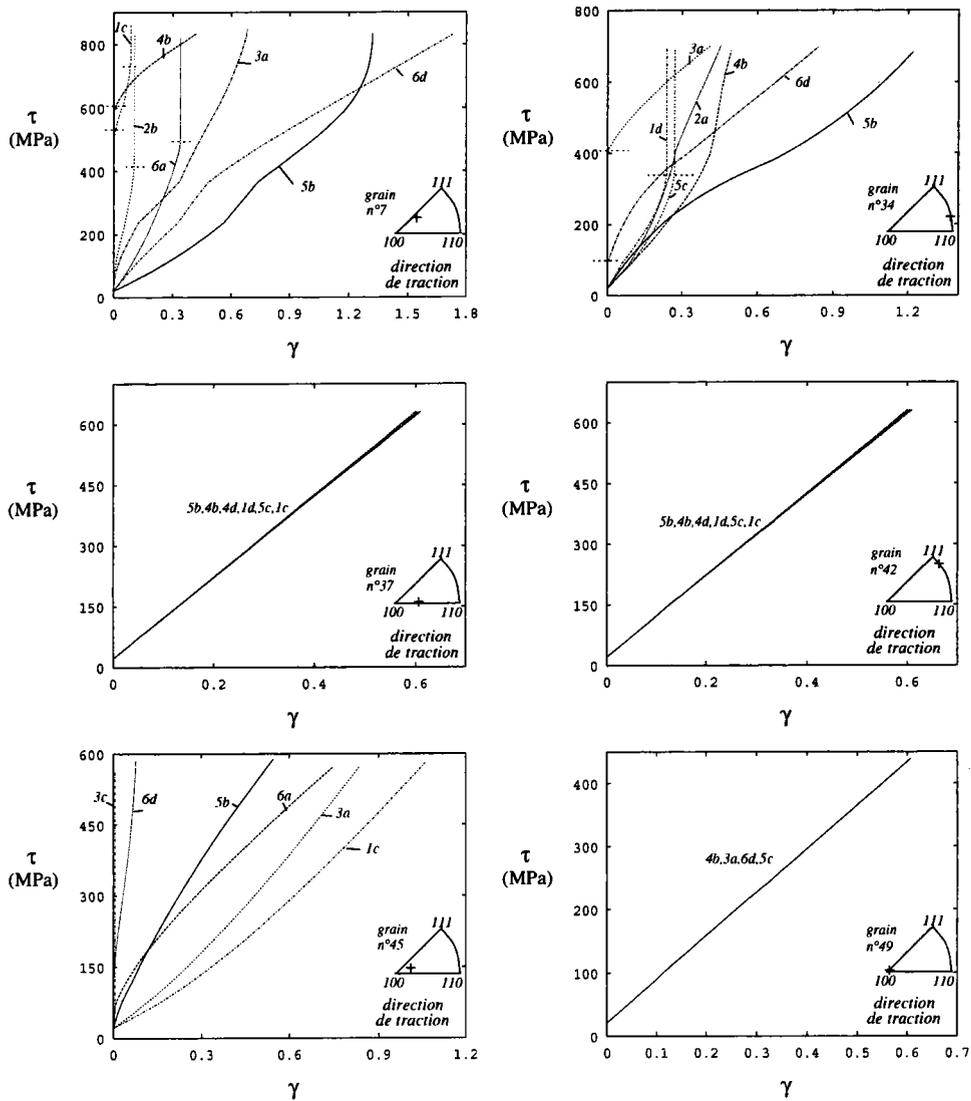 800
600
400
200
0
τ
(MPa)
1c
4b
3a
6d
2b
6a
5b
grain
n°7
111
100
110
direction
de traction
0
0.3
0.6
0.9
1.2
1.5
1.8
γ
800
600
400
200
0
τ
(MPa)
3a
4b
6d
2a
1d
5b
5c
grain
n°34
111
100
110
direction
de traction
0.3
0.6
0.9
1.2
γ
600
450
300
150
0
τ
(MPa)
5b,4b,4d,1d,5c,1c
grain
n°37
111
100
110
direction
de traction
0
0.2
0.4
0.6
γ
600
450
300
150
0
τ
(MPa)
5b,4b,4d,1d,5c,1c
grain
n°42
111
100
110
direction
de traction
0
0.2
0.4
0.6
γ
600
450
300
150
0
τ
(MPa)
3c
6d
5b
6a
3a
1c
grain
n°45
111
100
110
direction
de traction
0
0.3
0.6
0.9
1.2
γ
400
300
200
100
0
τ
(MPa)
4b,3a,6d,5c
grain
n°49
111
100
110
direction
de traction
0
0.1
0.2
0.3
0.4
0.5
0.6
0.7
γ